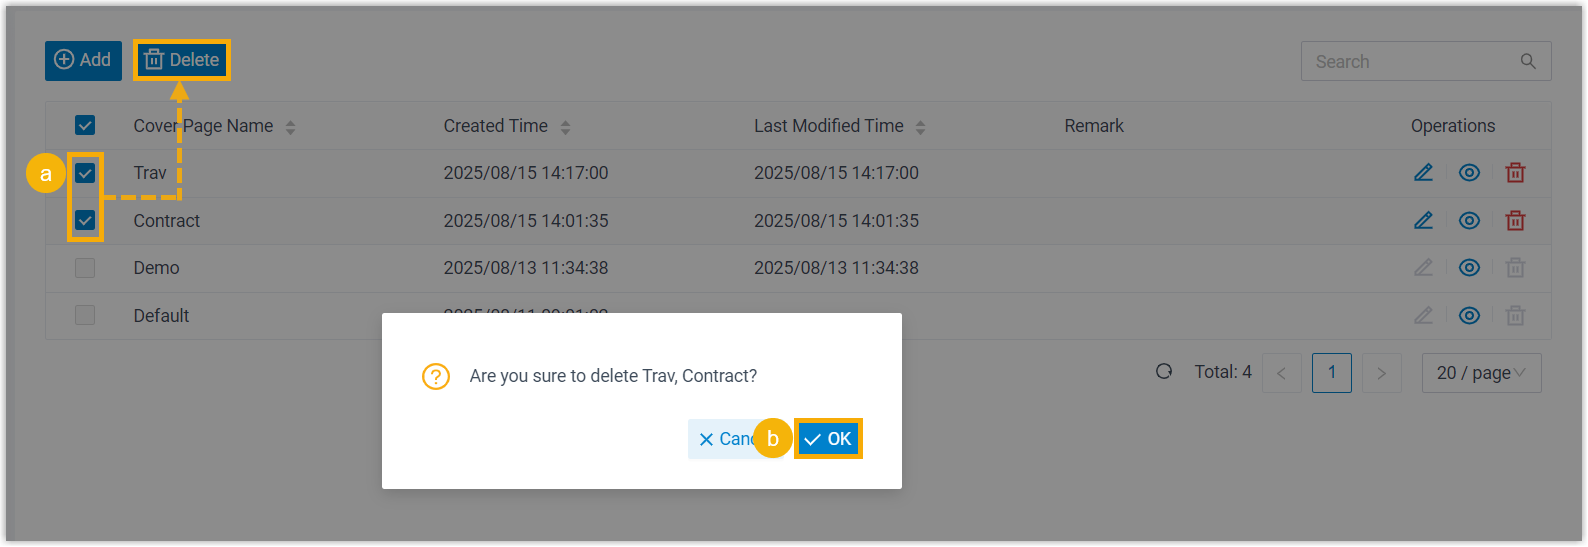 Add Delete Search
Cover Page Name Created Time Last Modified Time Remark Operations
a
Trav 2025/08/15 14:17:00 2025/08/15 14:17:00
Contract 2025/08/15 14:01:35 2025/08/15 14:01:35
Demo 2025/08/13 11:34:38 2025/08/13 11:34:38
Default
Total: 4 < 1 > 20 / page
Are you sure to delete Trav, Contract?
Canc b OK